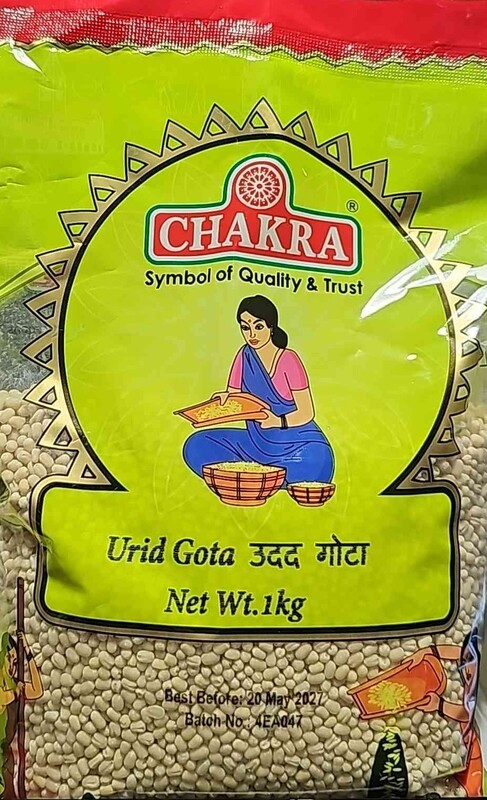 CHAKRA ®
Symbol of Quality & Trust
Urid Gota उदद गोटा
Net Wt.1kg
Best Before: 20 May 2027
Batch No.: 4EA047